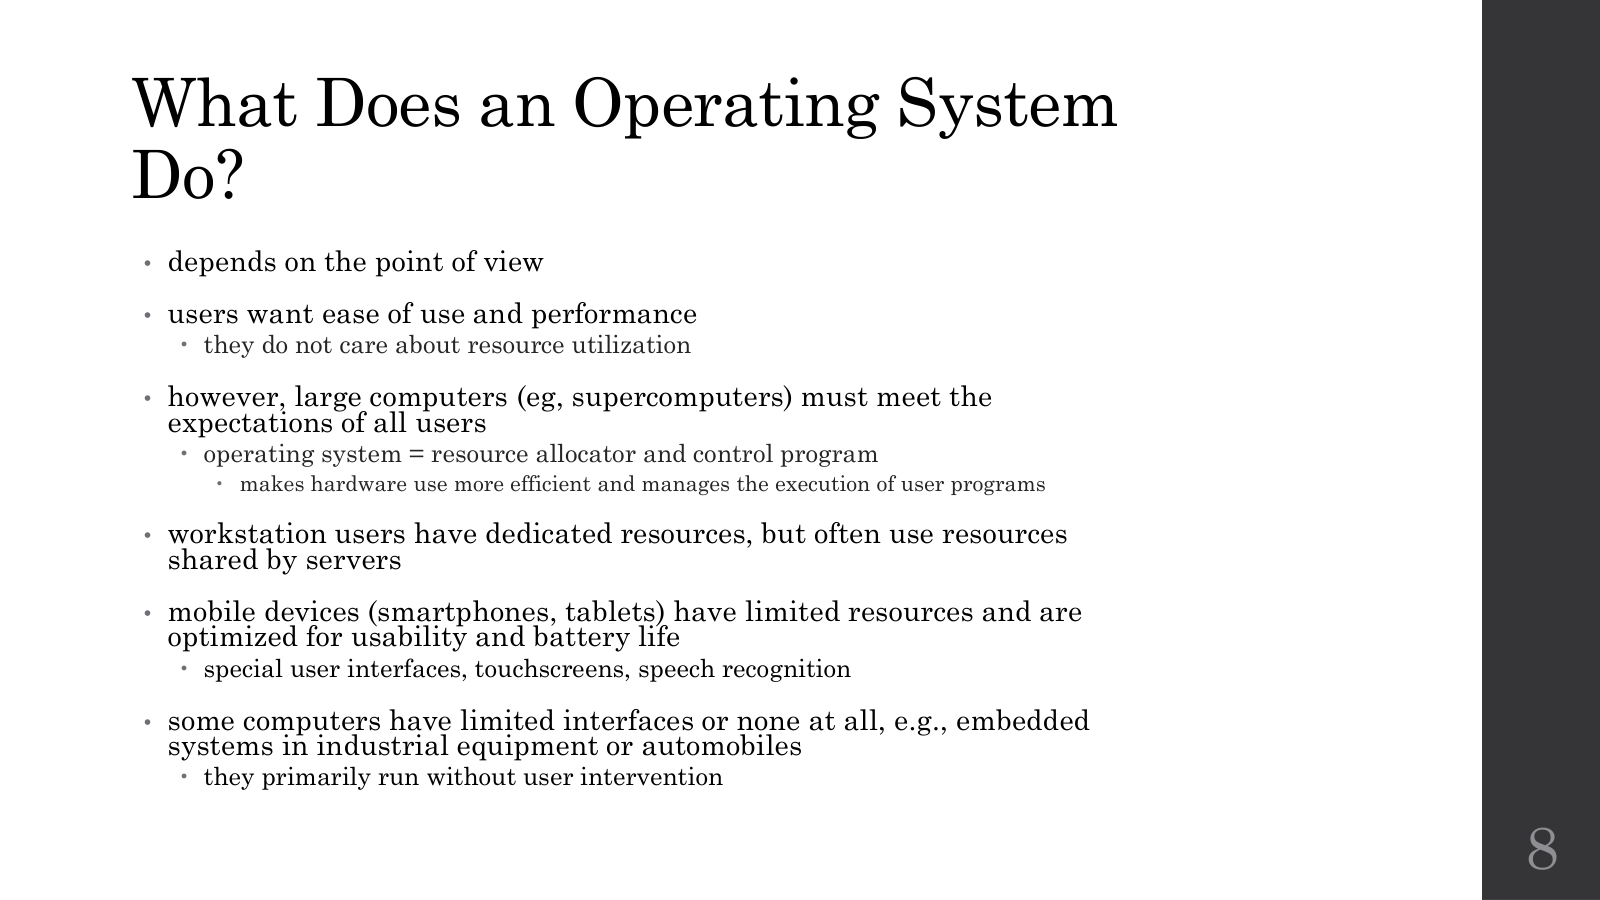 What Does an Operating System
Do?
• depends on the point of view
• users want ease of use and performance
• they do not care about resource utilization
• however, large computers (eg, supercomputers) must meet the
expectations of all users
• operating system = resource allocator and control program
• makes hardware use more efficient and manages the execution of user programs
• workstation users have dedicated resources, but often use resources
shared by servers
• mobile devices (smartphones, tablets) have limited resources and are
optimized for usability and battery life
• special user interfaces, touchscreens, speech recognition
• some computers have limited interfaces or none at all, e.g., embedded
systems in industrial equipment or automobiles
• they primarily run without user intervention
8